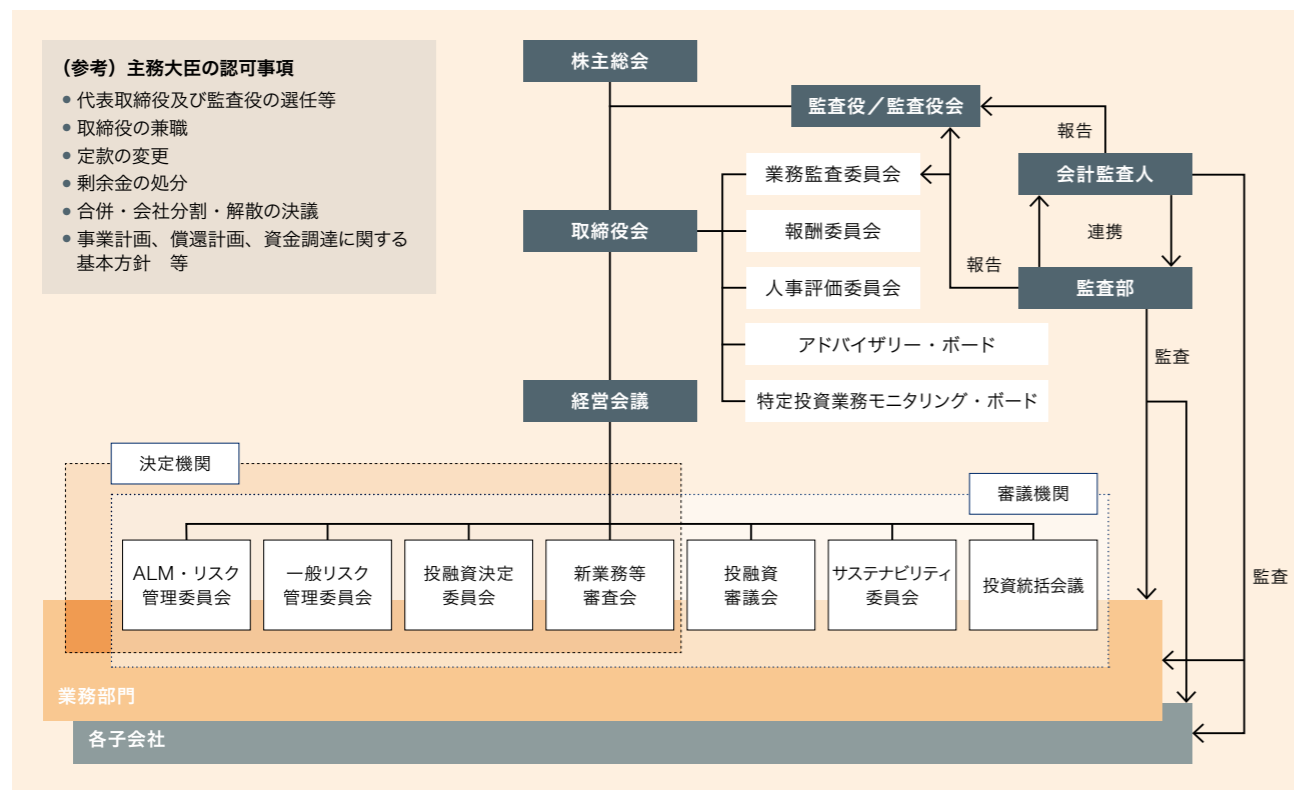 （参考）主務大臣の認可事項
● 代表取締役及び監査役の選任等
● 取締役の兼職
● 定款の変更
● 剰余金の処分
● 合併・会社分割・解散の決議
● 事業計画、償還計画、資金調達に関する
基本方針　等
株主総会
監査役／監査役会
報告
会計監査人
業務監査委員会
取締役会
報酬委員会
連携
報告
人事評価委員会
監査部
アドバイザリー・ボード
監査
経営会議
特定投資業務モニタリング・ボード
決定機関
審議機関
ALM・リスク
管理委員会
一般リスク
管理委員会
投融資決定
委員会
新業務等
審査会
投融資
審議会
サステナビリティ
委員会
投資統括会議
監査
業務部門
各子会社